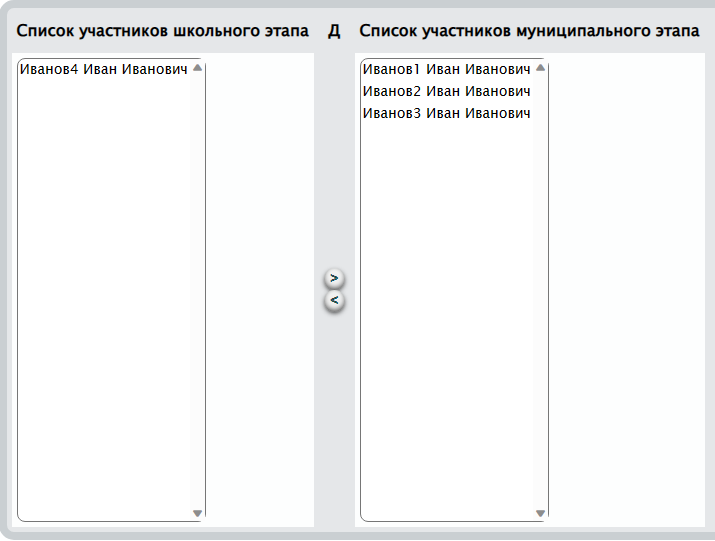 Список участников школьного этапа Д Список участников муниципального этапа
Иванов4 Иван Иванович
Иванов1 Иван Иванович
Иванов2 Иван Иванович
Иванов3 Иван Иванович
>
<